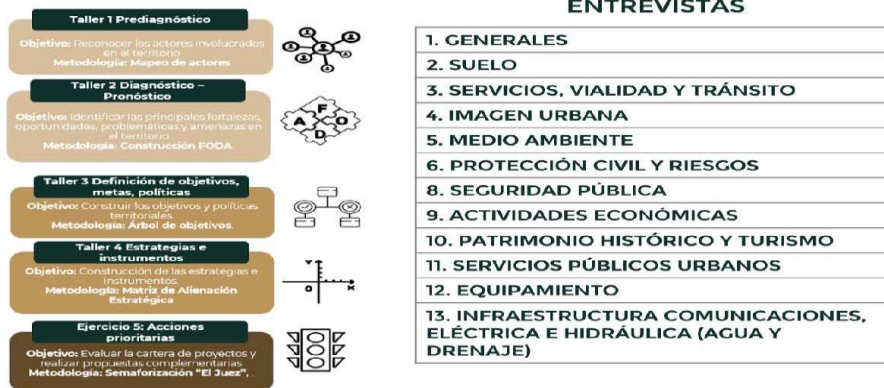 Taller 1 Prediagnóstico
Objetivo: Reconocer los actores involucrados
en el territorio
Metodología: Mapeo de actores
Taller 2 Diagnóstico –
Pronóstico
Objetivo: Identificar las principales fortalezas,
oportunidades, problemáticas y amenazas en
el territorio
Metodología: Construcción FODA.
F
A
O
D
Taller 3 Definición de objetivos,
metas, políticas
Objetivo: Construir los objetivos y políticas
territoriales.
Metodología: Árbol de objetivos.
Taller 4 Estrategias e
instrumentos
Objetivo: Construcción de las estrategias e
instrumentos.
Metodología: Matriz de Alienación
Estratégica
Y
0
X
Ejercicio 5: Acciones
prioritarias
Objetivo: Evaluar la cartera de proyectos y
realizar propuestas complementarias
Metodología: Semaforización "El Juez",
ENTREVISTAS
1. GENERALES
2. SUELO
3. SERVICIOS, VIALIDAD Y TRÁNSITO
4. IMAGEN URBANA
5. MEDIO AMBIENTE
6. PROTECCIÓN CIVIL Y RIESGOS
8. SEGURIDAD PÚBLICA
9. ACTIVIDADES ECONÓMICAS
10. PATRIMONIO HISTÓRICO Y TURISMO
11. SERVICIOS PÚBLICOS URBANOS
12. EQUIPAMIENTO
13. INFRAESTRUCTURA COMUNICACIONES,
ELÉCTRICA E HIDRÁULICA (AGUA Y
DRENAJE)